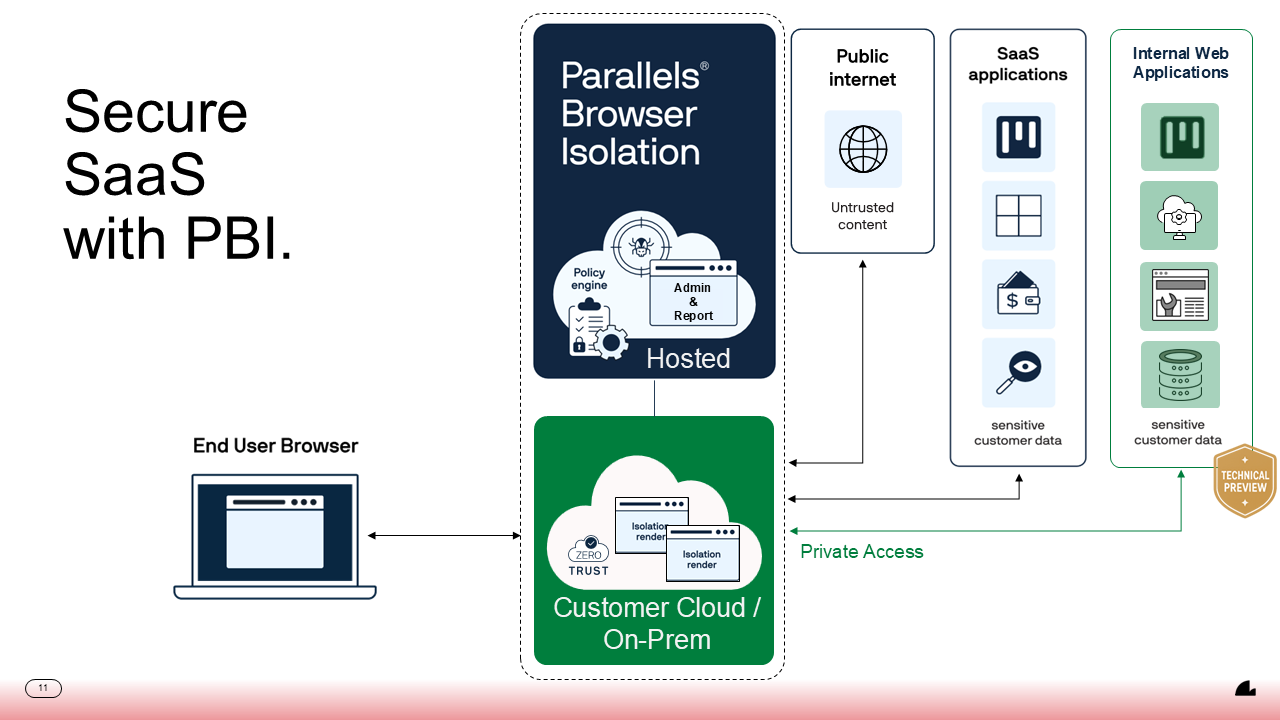 Secure
SaaS
with PBI.
Parallels®
Browser
Isolation
Policy
engine
Admin
&
Report
Hosted
Public
internet
Untrusted
content
SaaS
applications
$
sensitive
customer data
Internal Web
Applications
sensitive
customer data
TECHNICAL
PREVIEW
End User Browser
Isolation
render
Isolation
render
ZERO
TRUST
Customer Cloud /
On-Prem
Private Access
11